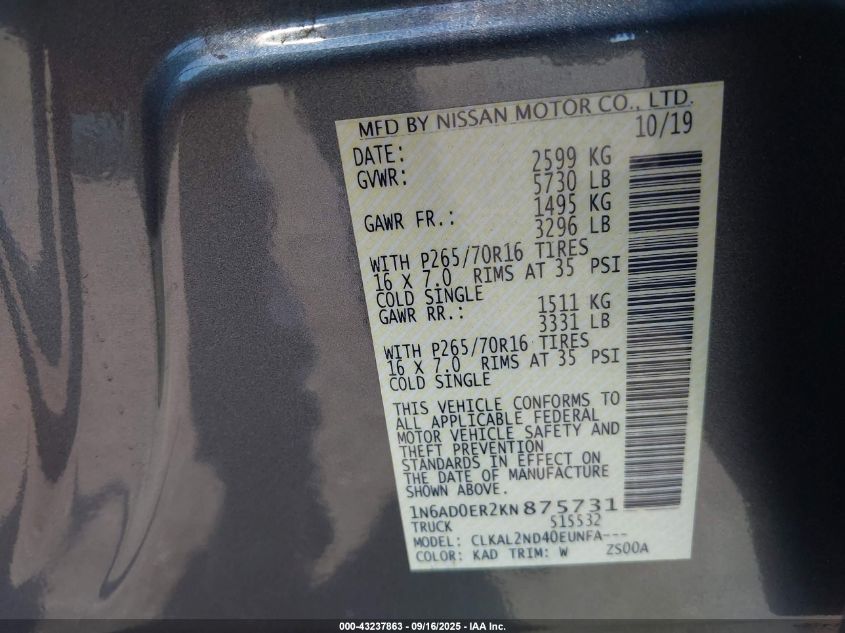 MFD BY NISSAN MOTOR CO., LTD.
DATE: 10/19
GVWR: 2599 KG
5730 LB
GAWR FR.: 1495 KG
3296 LB
WITH P265/70R16 TIRES
16 X 7.0 RIMS AT 35 PSI
COLD SINGLE
GAWR RR.: 1511 KG
3331 LB
WITH P265/70R16 TIRES
16 X 7.0 RIMS AT 35 PSI
COLD SINGLE
THIS VEHICLE CONFORMS TO
ALL APPLICABLE FEDERAL
MOTOR VEHICLE SAFETY AND
THEFT PREVENTION
STANDARDS IN EFFECT ON
THE DATE OF MANUFACTURE
SHOWN ABOVE.
1N6AD0ER2KN875731
TRUCK 515532
MODEL: CLKAL2ND40EUNFA---
COLOR: KAD TRIM: W ZS00A
000-43237863 - 09/16/2025 - IAA Inc.